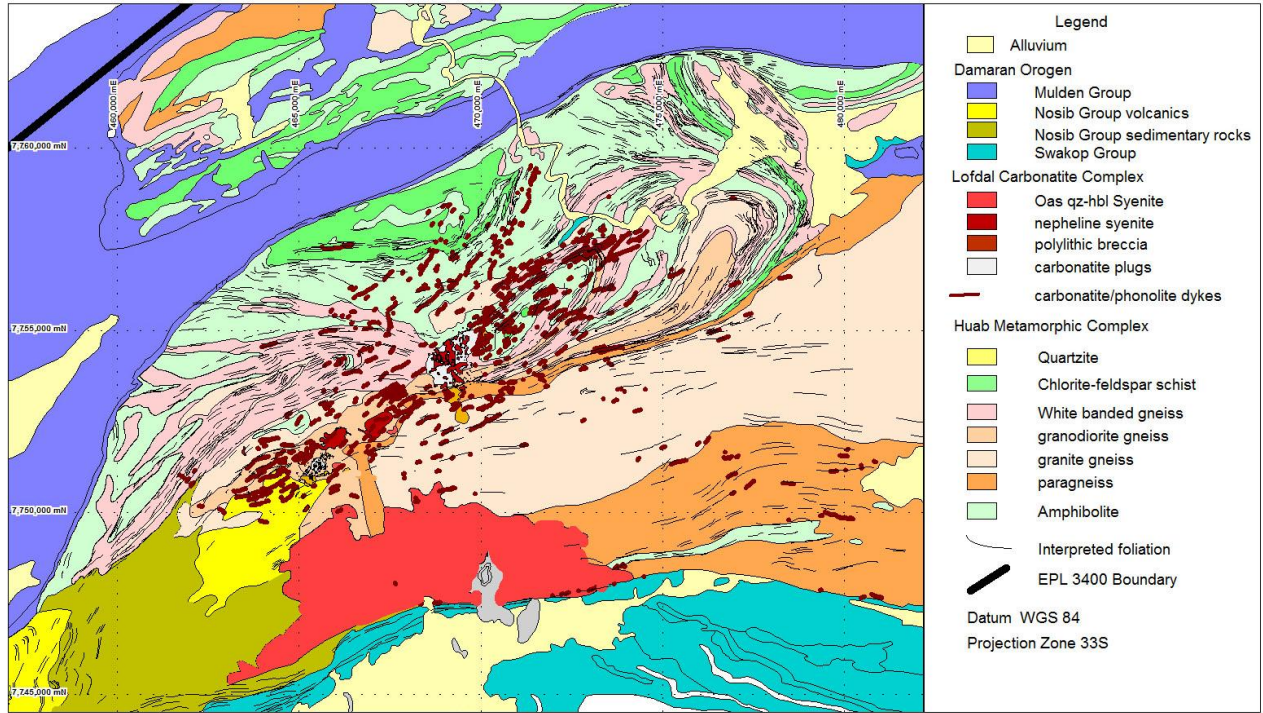 460,000 mE
465,000 mE
470,000 mE
475,000 mE
480,000 mE
7,760,000 mN
7,755,000 mN
7,750,000 mN
7,745,000 mN
Legend
Alluvium
Damaran Orogen
Mulden Group
Nosib Group volcanics
Nosib Group sedimentary rocks
Swakop Group
Lofdal Carbonatite Complex
Oas qz-hbl Syenite
nepheline syenite
polylithic breccia
carbonatite plugs
carbonatite/phonolite dykes
Huab Metamorphic Complex
Quartzite
Chlorite-feldspar schist
White banded gneiss
granodiorite gneiss
granite gneiss
paragneiss
Amphibolite
Interpreted foliation
EPL 3400 Boundary
Datum WGS 84
Projection Zone 33S